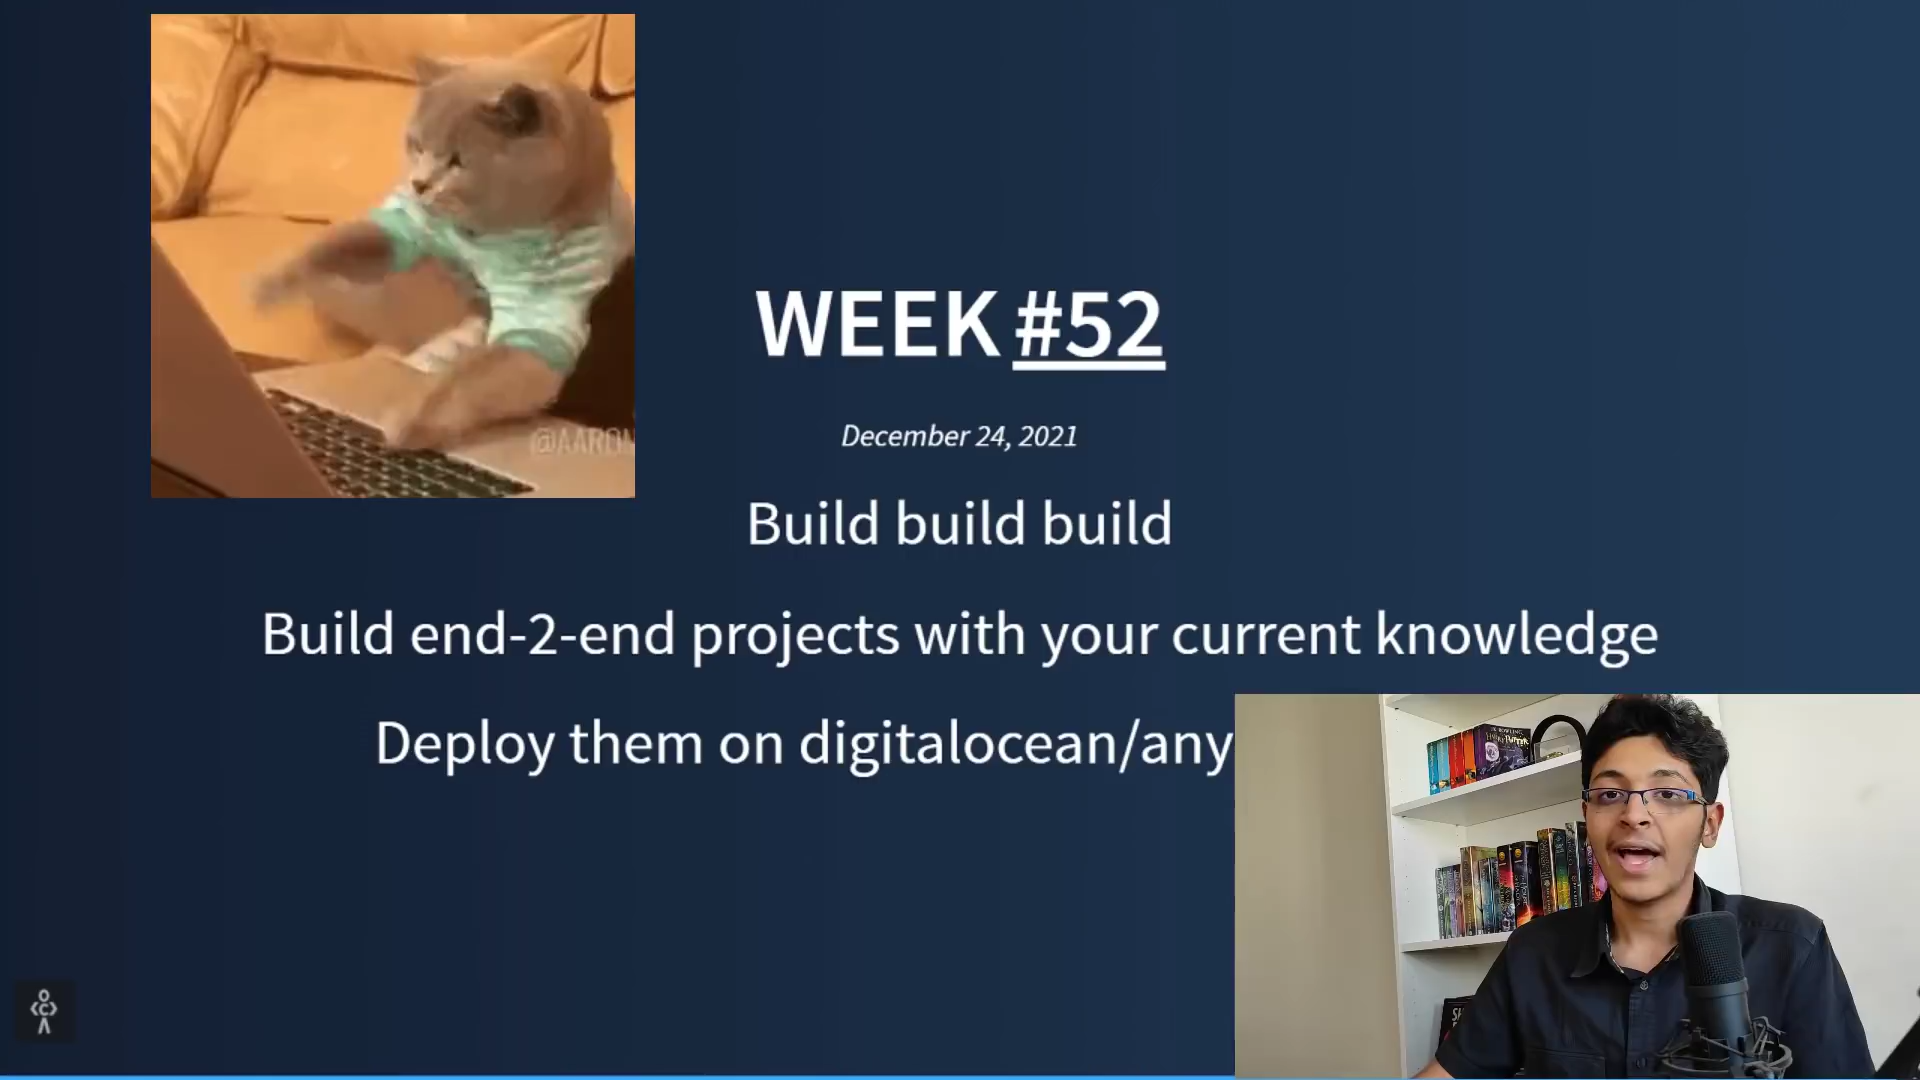 @AARON
WEEK #52
December 24, 2021
Build build build
Build end-2-end projects with your current knowledge
Deploy them on digitalocean/any